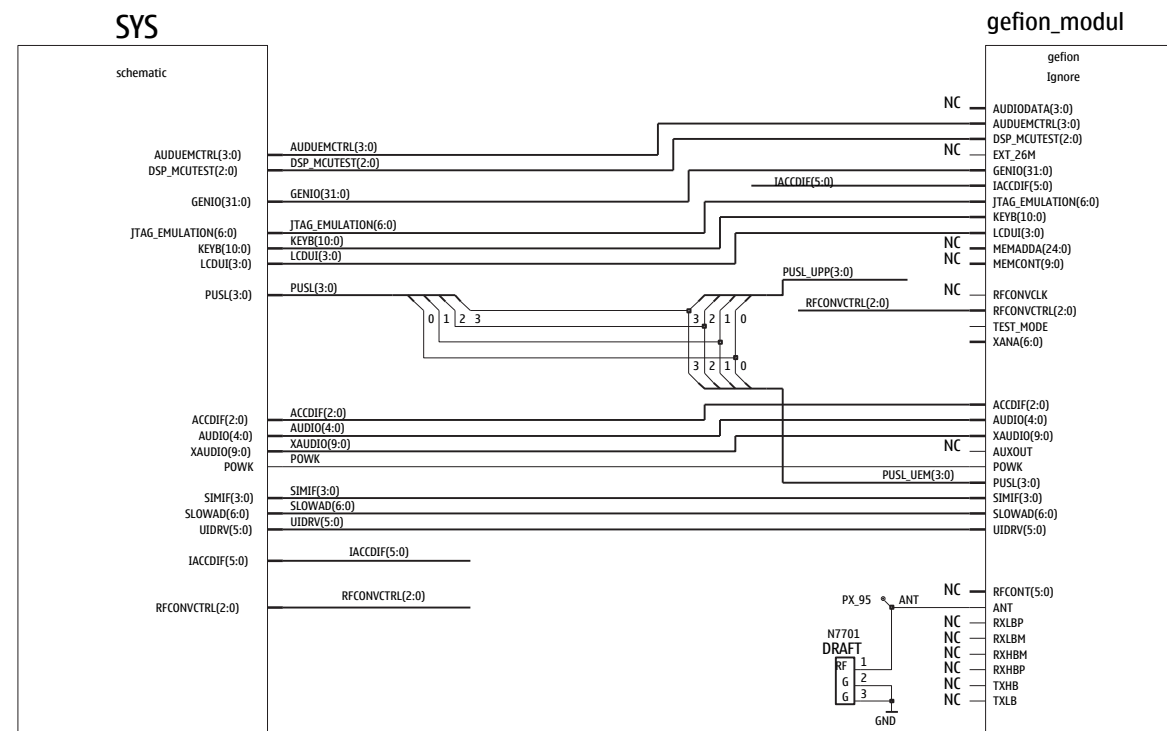 SYS
gefion_modul
schematic
gefion
Ignore
AUDUEMCTRL(3:0)
DSP_MCUTEST(2:0)
GENIO(31:0)
JTAG_EMULATION(6:0)
KEYB(10:0)
LCDUI(3:0)
PUSL(3:0)
ACCDIF(2:0)
AUDIO(4:0)
XAUDIO(9:0)
POWK
SIMIF(3:0)
SLOWAD(6:0)
UIDRV(5:0)
IACCDIF(5:0)
RFCONVCTRL(2:0)
AUDUEMCTRL(3:0)
DSP_MCUTEST(2:0)
GENIO(31:0)
JTAG_EMULATION(6:0)
KEYB(10:0)
LCDUI(3:0)
PUSL(3:0)
0 1 2 3
ACCDIF(2:0)
AUDIO(4:0)
XAUDIO(9:0)
POWK
SIMIF(3:0)
SLOWAD(6:0)
UIDRV(5:0)
IACCDIF(5:0)
RFCONVCTRL(2:0)
IACCDIF(5:0)
PUSL_UPP(3:0)
RFCONVCTRL(2:0)
3 2 1 0
3 2 1 0
PUSL_UEM(3:0)
PX_95
ANT
N7701
DRAFT
RF 1
G 2
G 3
GND
NC AUDIODATA(3:0)
AUDUEMCTRL(3:0)
DSP_MCUTEST(2:0)
NC EXT_26M
GENIO(31:0)
IACCDIF(5:0)
JTAG_EMULATION(6:0)
KEYB(10:0)
LCDUI(3:0)
NC MEMADDA(24:0)
NC MEMCONT(9:0)
NC RFCONVCLK
RFCONVCTRL(2:0)
TEST_MODE
XANA(6:0)
ACCDIF(2:0)
AUDIO(4:0)
XAUDIO(9:0)
NC AUXOUT
POWK
PUSL(3:0)
SIMIF(3:0)
SLOWAD(6:0)
UIDRV(5:0)
NC RFCONT(5:0)
ANT
NC RXLBP
NC RXLBM
NC RXHBM
NC RXHBP
NC TXHB
NC TXLB